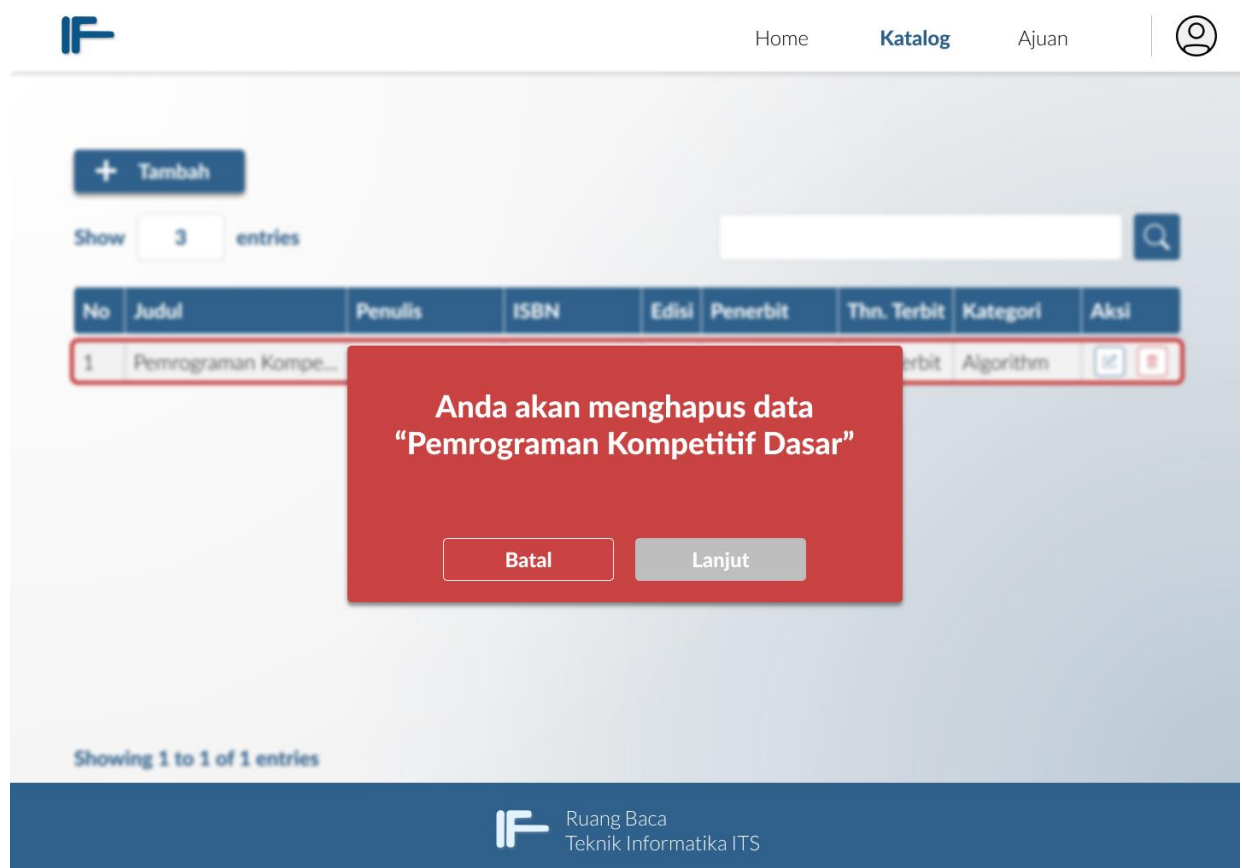 Home Katalog Ajuan
+ Tambah
Show 3 entries
No Judul Penulis ISBN Edisi Penerbit Thn. Terbit Kategori Aksi
1 Pemrograman Kompe... erbit Algorithm
Anda akan menghapus data
“Pemrograman Kompetitif Dasar”
Batal Lanjut
Showing 1 to 1 of 1 entries
Ruang Baca
Teknik Informatika ITS